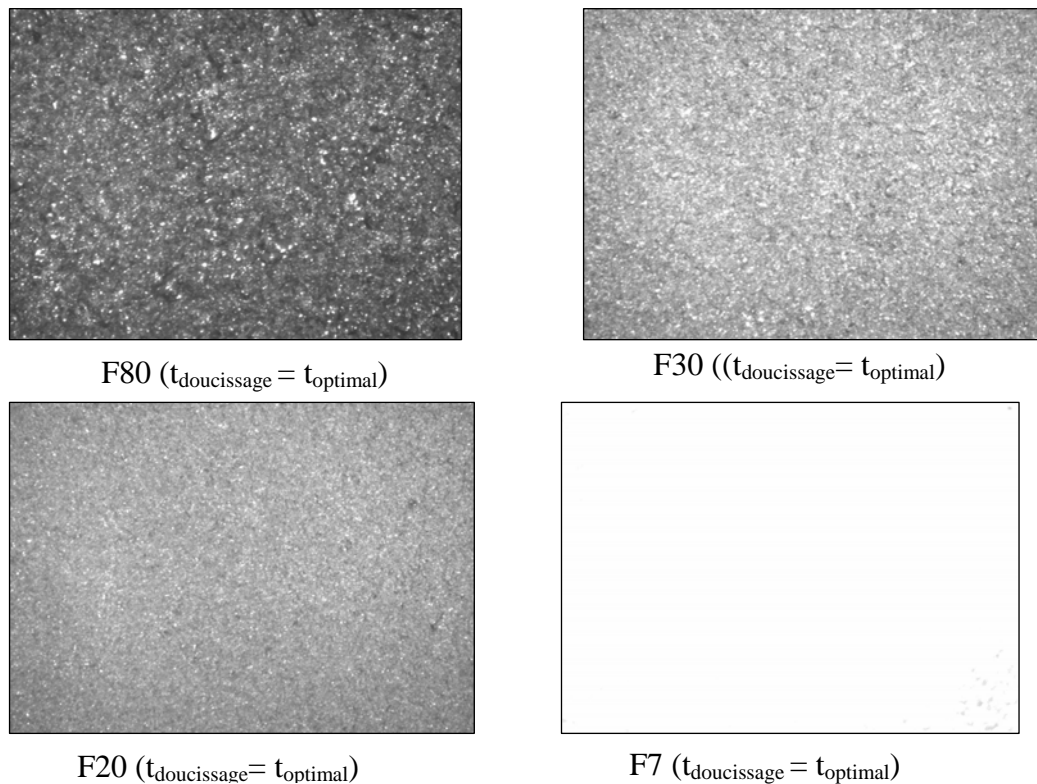 F80 (tdoucissage = toptimal)
F30 ((tdoucissage= toptimal)
F20 (tdoucissage= toptimal)
F7 (tdoucissage= toptimal)